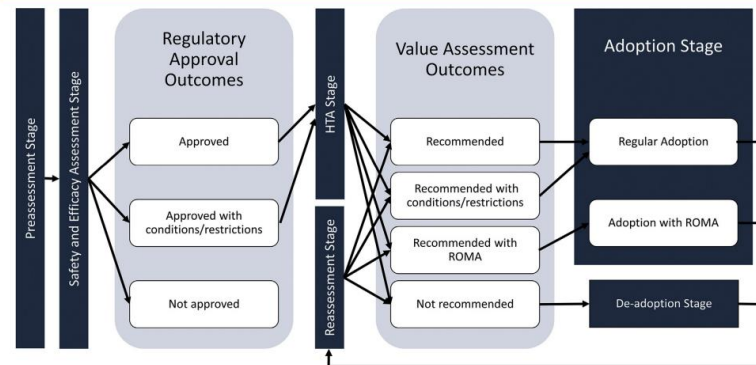 Preassessment Stage
Safety and Efficacy Assessment Stage
Regulatory
Approval
Outcomes
Approved
Approved with
conditions/restrictions
Not approved
HTA Stage
Reassessment Stage
Value Assessment
Outcomes
Recommended
Recommended with
conditions/restrictions
Recommended with
ROMA
Not recommended
Adoption Stage
Regular Adoption
Adoption with ROMA
De-adoption Stage